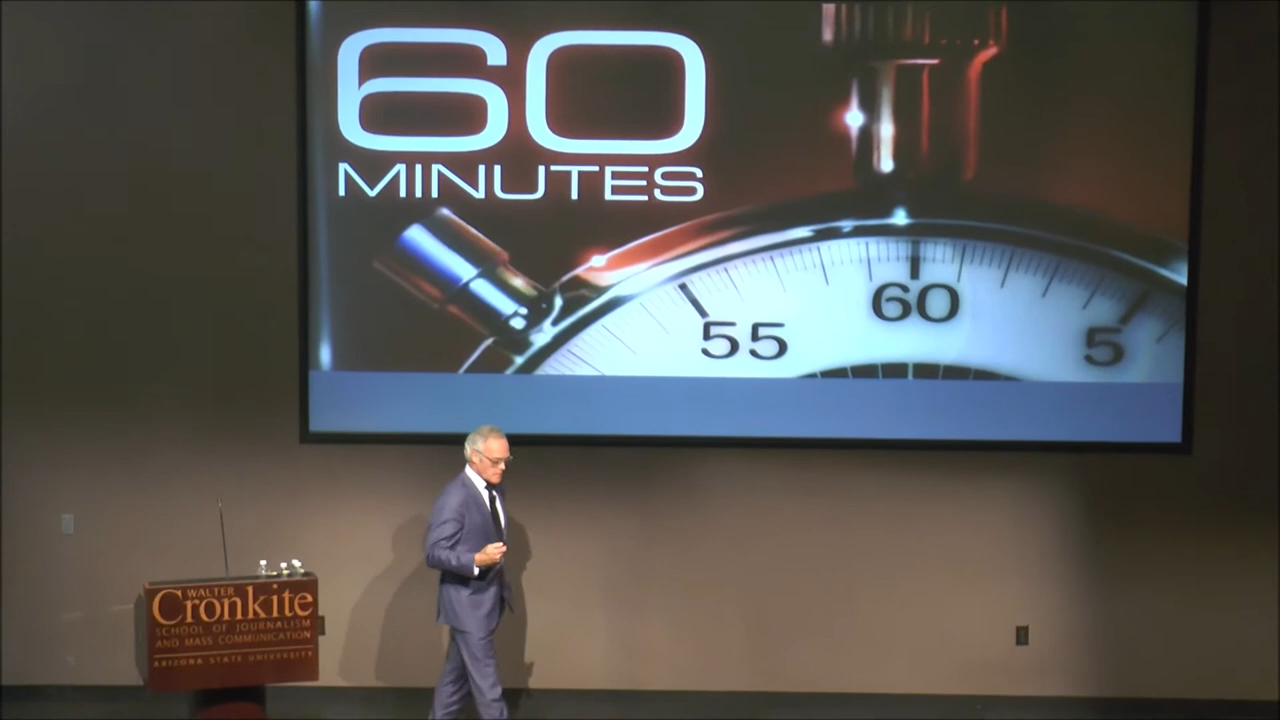 60
MINUTES
55 60 5
WALTER
Cronkite
SCHOOL OF JOURNALISM
AND MASS COMMUNICATION
ARIZONA STATE UNIVERSITY